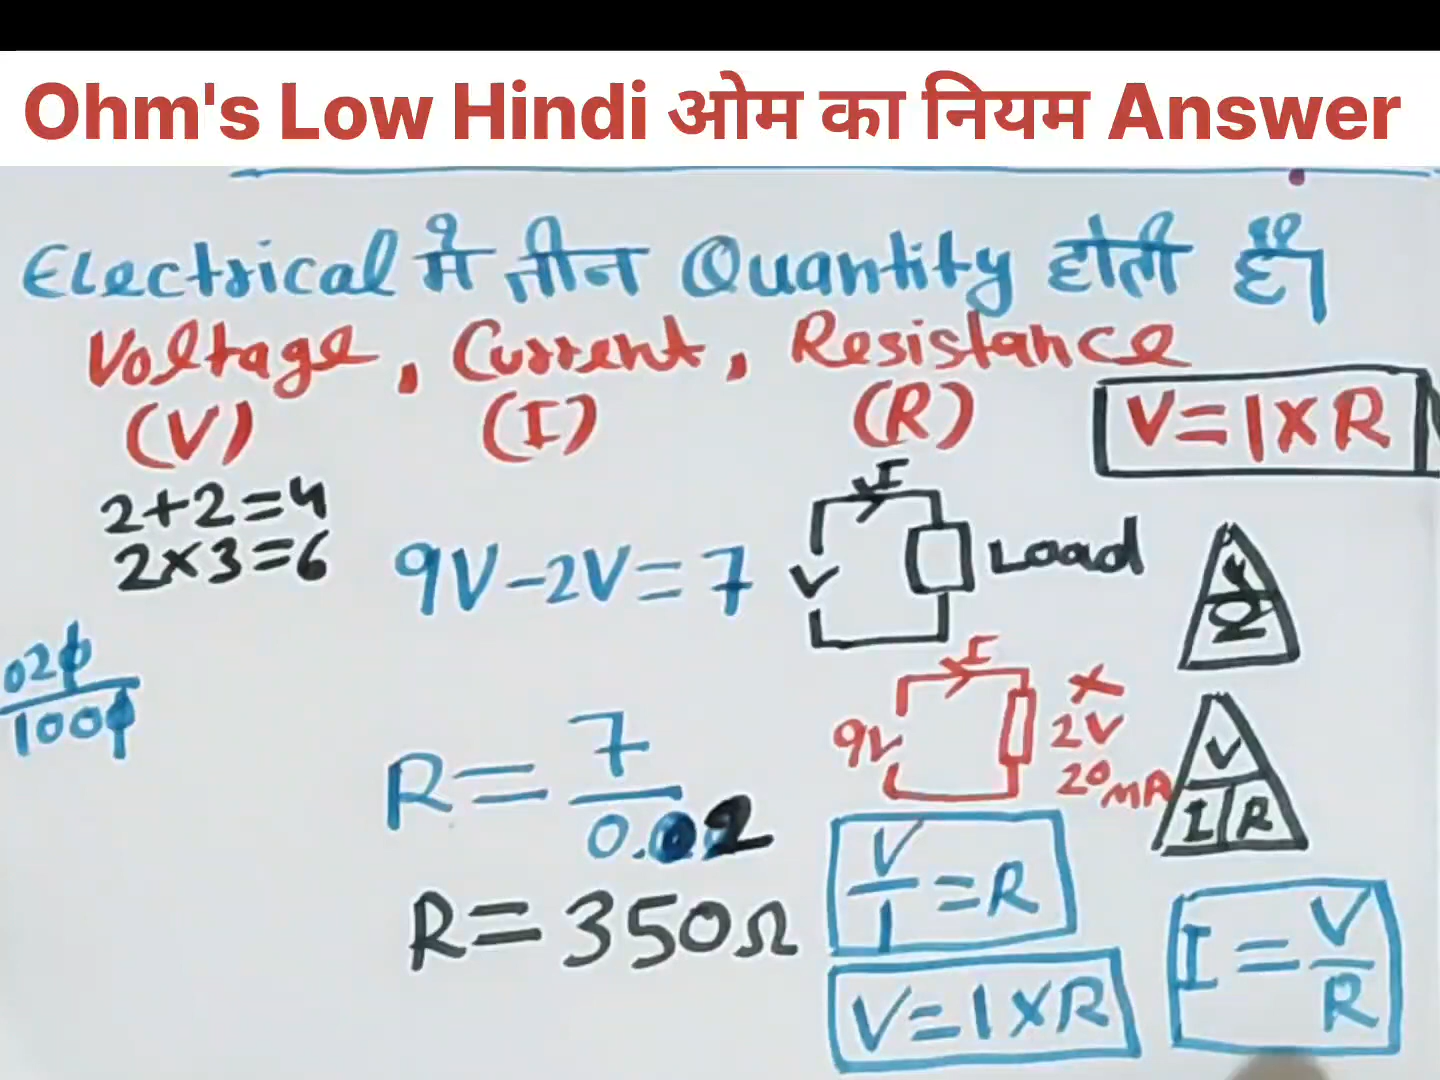 Ohm's Low Hindi ओम का नियम Answer
Electrical में तीन Quantity होती हैं।
Voltage, Current, Resistance
(V) (I) (R)
V=I×R
2+2=4
2×3=6
9V-2V=7
I
V
Load
V
I R
020
1000
I
9V
2V
20MA
V
I R
R=7/0.02
R=350Ω
V/I=R
V=I×R
I=V/R